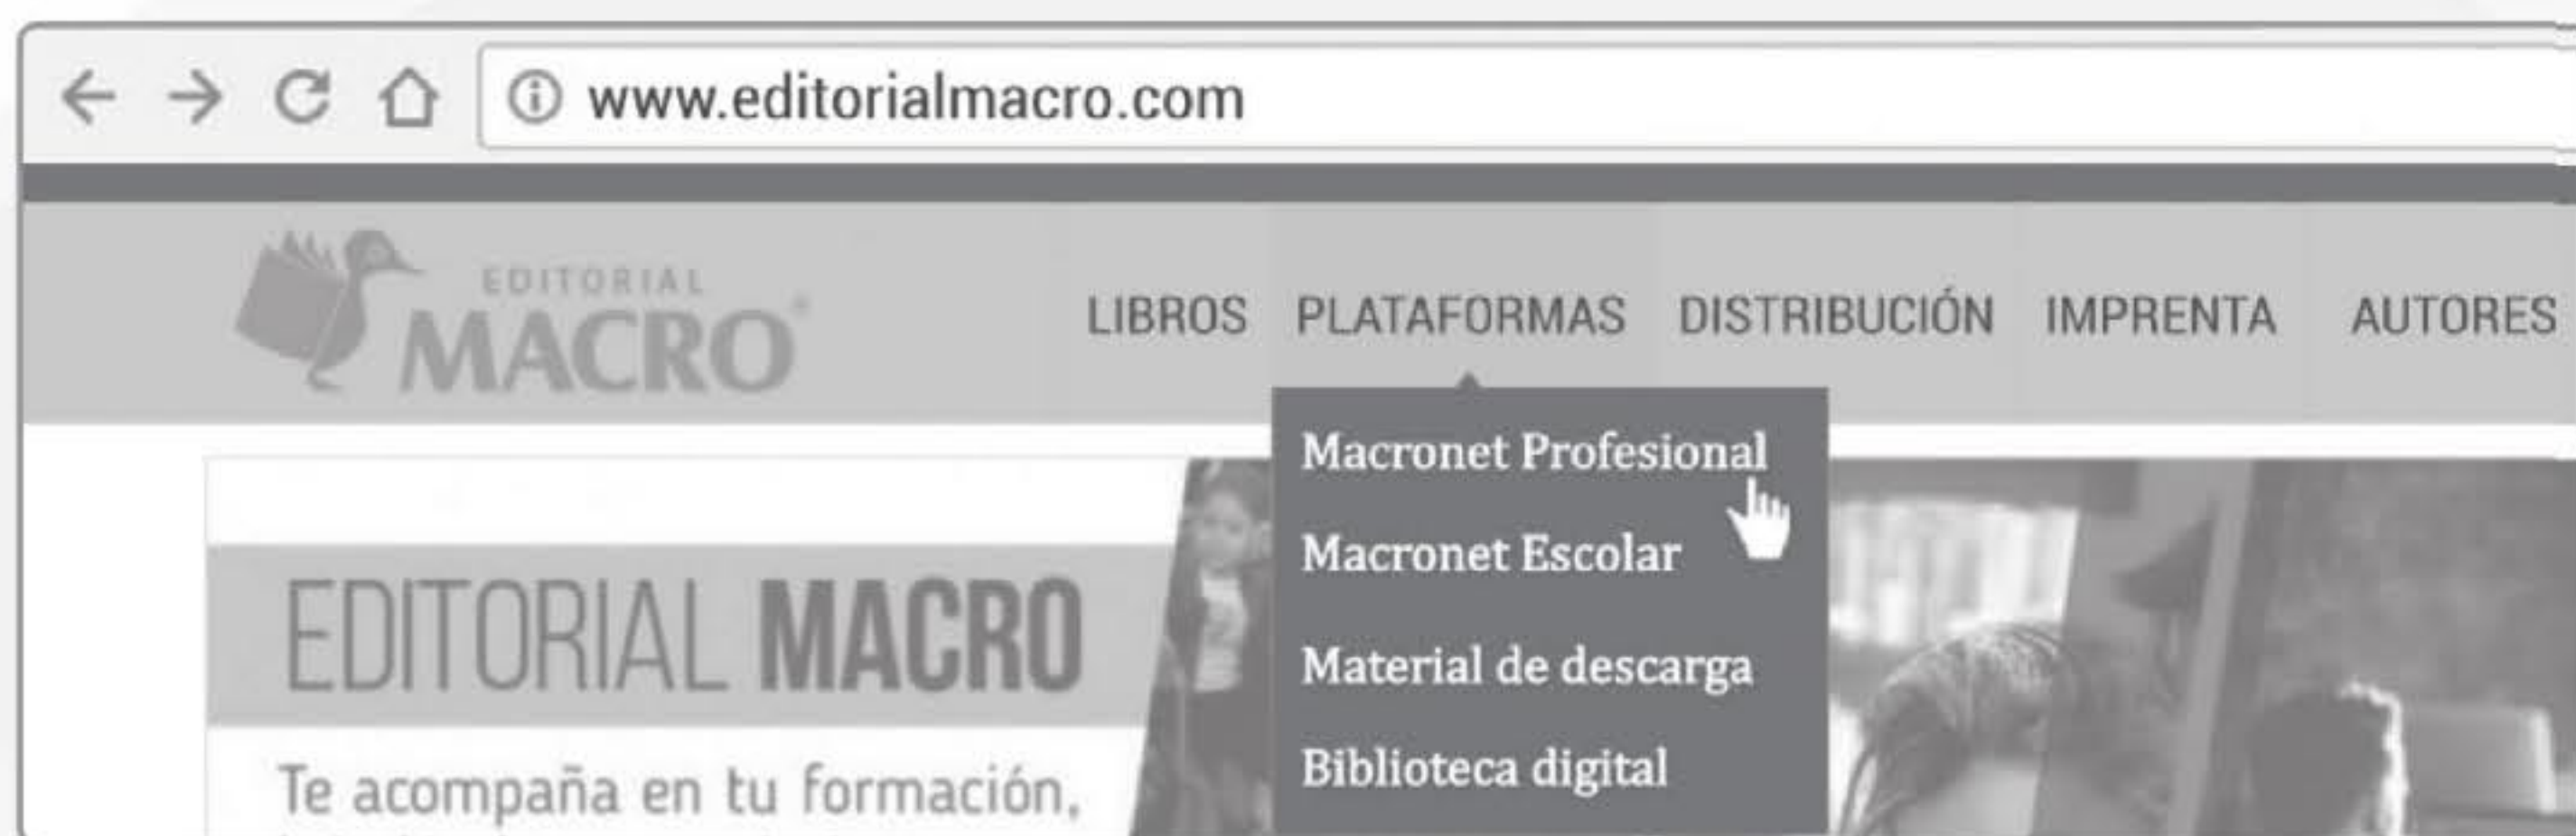 www.editorialmacro.com
EDITORIAL
MACRO
LIBROS PLATAFORMAS DISTRIBUCIÓN IMPRENTA AUTORES
Macronet Profesional
Macronet Escolar
Material de descarga
Biblioteca digital
EDITORIAL MACRO
Te acompaña en tu formación,